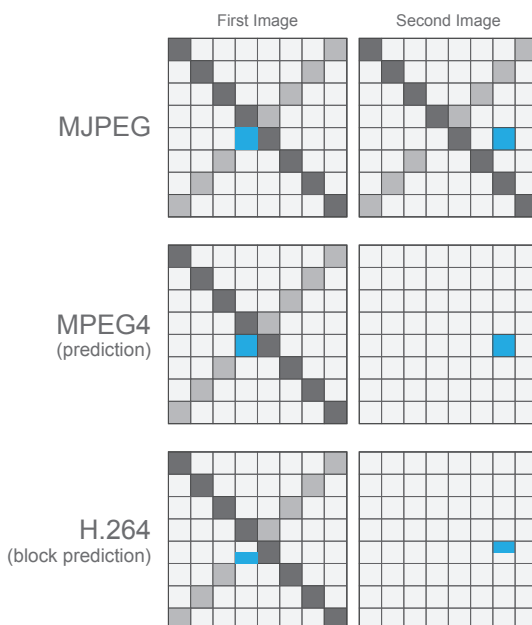 First Image
Second Image
MJPEG
MPEG4
(prediction)
H.264
(block prediction)